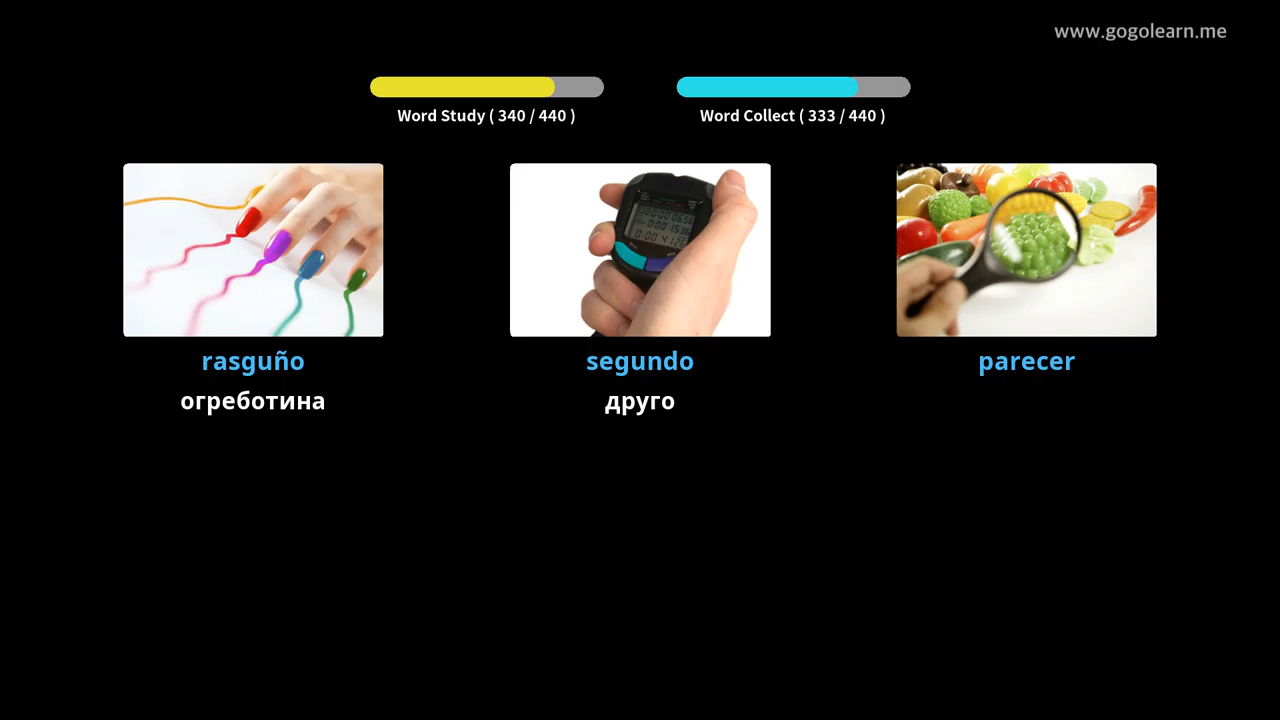 www.gogolearn.me
Word Study ( 340 / 440 )
Word Collect ( 333 / 440 )
rasguño
segundo
parecer
огреботина
друго